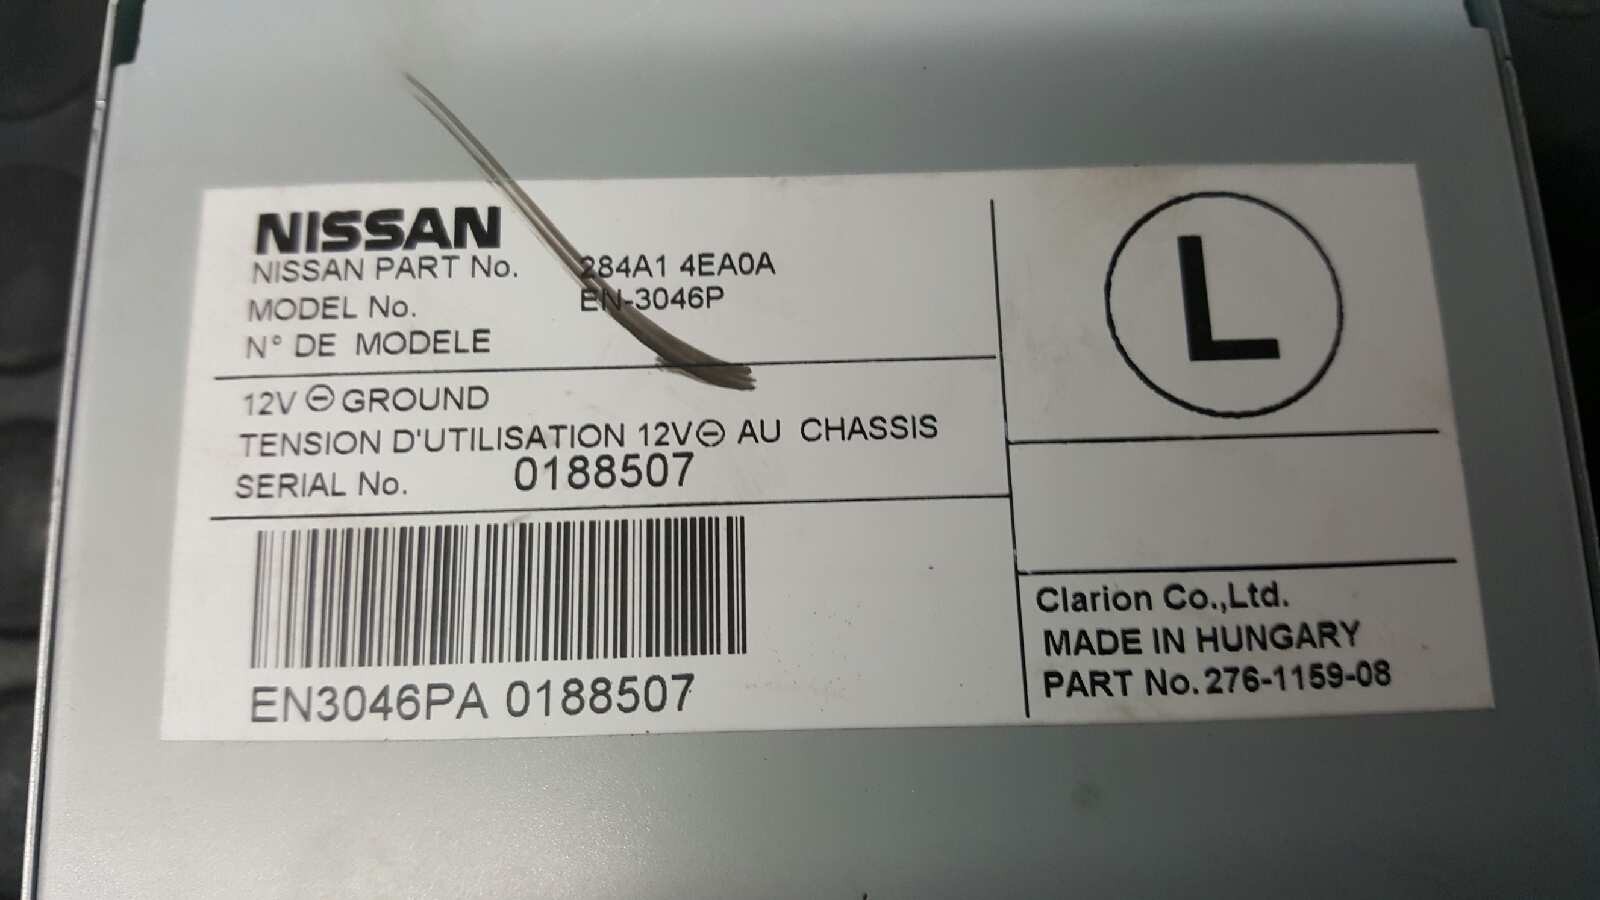 NISSAN
NISSAN PART No. 284A1 4EA0A
MODEL No. EN-3046P
N° DE MODELE
12V ⊖ GROUND
TENSION D'UTILISATION 12V⊖ AU CHASSIS
SERIAL No. 0188507
EN3046PA 0188507
L
Clarion Co.,Ltd.
MADE IN HUNGARY
PART No. 276-1159-08